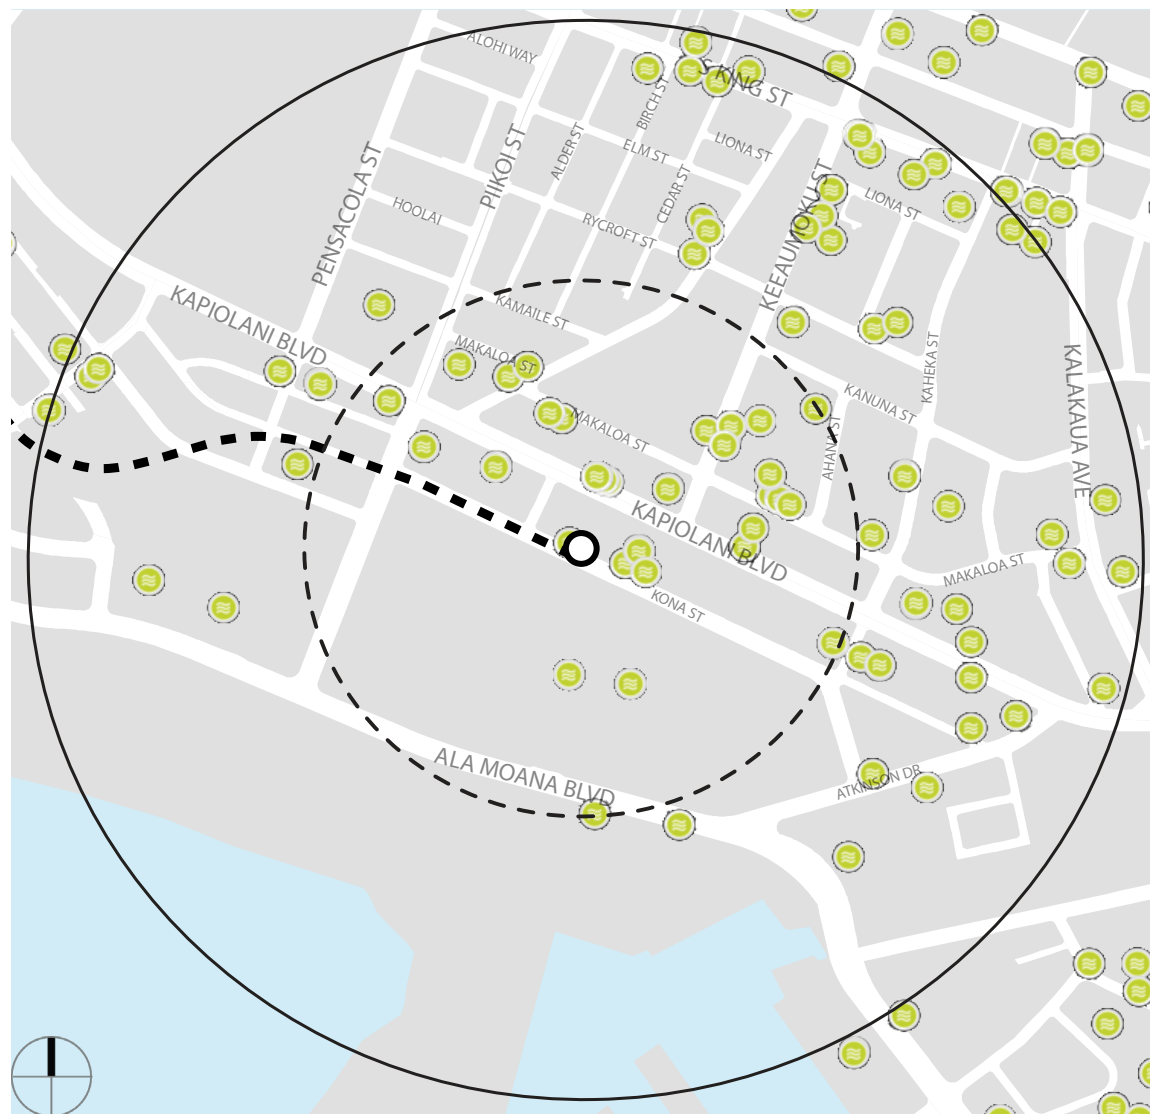 ALOHI WAY
S KING ST
BIRCH ST
LIONA ST
ELM ST
ALDER ST
PIIKOI ST
PENSACOLA ST
CEDAR ST
KEEAUMOKU ST
LIONA ST
HOOLAI
RYCROFT ST
KAPIOLANI BLVD
KAMAILE ST
MAKALOA ST
KAHEKA ST
KALAKAUA AVE
KANUNA ST
MAKALOA ST
AHANA ST
KAPIOLANI BLVD
MAKALOA ST
KONA ST
ALA MOANA BLVD
ATKINSON DR